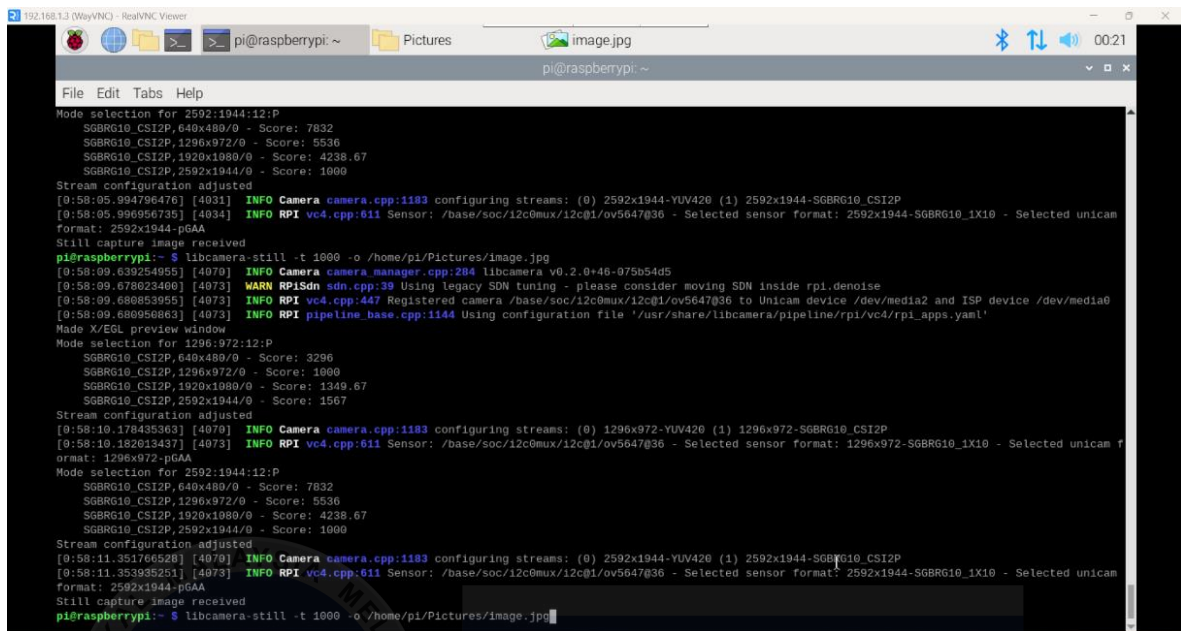 192.168.1.3 (WayVNC) - RealVNC Viewer
pi@raspberrypi: ~ Pictures image.jpg 00:21
pi@raspberrypi: ~
File Edit Tabs Help
Mode selection for 2592:1944:12:P
SGBRG10_CSI2P,640x480/0 - Score: 7832
SGBRG10_CSI2P,1296x972/0 - Score: 5536
SGBRG10_CSI2P,1920x1080/0 - Score: 4238.67
SGBRG10_CSI2P,2592x1944/0 - Score: 1000
Stream configuration adjusted
[0:58:05.994796476] [4031] INFO Camera camera.cpp:1183 configuring streams: (0) 2592x1944-YUV420 (1) 2592x1944-SGBRG10_CSI2P
[0:58:05.996956735] [4034] INFO RPI vc4.cpp:611 Sensor: /base/soc/i2c0mux/i2c@1/ov5647@36 - Selected sensor format: 2592x1944-SGBRG10_1X10 - Selected unicam
format: 2592x1944-pGAA
Still capture image received
pi@raspberrypi:~ $ libcamera-still -t 1000 -o /home/pi/Pictures/image.jpg
[0:58:09.639254955] [4070] INFO Camera camera_manager.cpp:284 libcamera v0.2.0+46-075b54d5
[0:58:09.678023400] [4073] WARN RPiSdn sdn.cpp:39 Using legacy SDN tuning - please consider moving SDN inside rpi.denoise
[0:58:09.680853955] [4073] INFO RPI vc4.cpp:447 Registered camera /base/soc/i2c0mux/i2c@1/ov5647@36 to Unicam device /dev/media2 and ISP device /dev/media0
[0:58:09.680950863] [4073] INFO RPI pipeline_base.cpp:1144 Using configuration file '/usr/share/libcamera/pipeline/rpi/vc4/rpi_apps.yaml'
Made X/EGL preview window
Mode selection for 1296:972:12:P
SGBRG10_CSI2P,640x480/0 - Score: 3296
SGBRG10_CSI2P,1296x972/0 - Score: 1000
SGBRG10_CSI2P,1920x1080/0 - Score: 1349.67
SGBRG10_CSI2P,2592x1944/0 - Score: 1567
Stream configuration adjusted
[0:58:10.178435363] [4070] INFO Camera camera.cpp:1183 configuring streams: (0) 1296x972-YUV420 (1) 1296x972-SGBRG10_CSI2P
[0:58:10.182013437] [4073] INFO RPI vc4.cpp:611 Sensor: /base/soc/i2c0mux/i2c@1/ov5647@36 - Selected sensor format: 1296x972-SGBRG10_1X10 - Selected unicam f
ormat: 1296x972-pGAA
Mode selection for 2592:1944:12:P
SGBRG10_CSI2P,640x480/0 - Score: 7832
SGBRG10_CSI2P,1296x972/0 - Score: 5536
SGBRG10_CSI2P,1920x1080/0 - Score: 4238.67
SGBRG10_CSI2P,2592x1944/0 - Score: 1000
Stream configuration adjusted
[0:58:11.351766528] [4070] INFO Camera camera.cpp:1183 configuring streams: (0) 2592x1944-YUV420 (1) 2592x1944-SGBRG10_CSI2P
[0:58:11.353935251] [4073] INFO RPI vc4.cpp:611 Sensor: /base/soc/i2c0mux/i2c@1/ov5647@36 - Selected sensor format: 2592x1944-SGBRG10_1X10 - Selected unicam
format: 2592x1944-pGAA
Still capture image received
pi@raspberrypi:~ $ libcamera-still -t 1000 -o /home/pi/Pictures/image.jpg